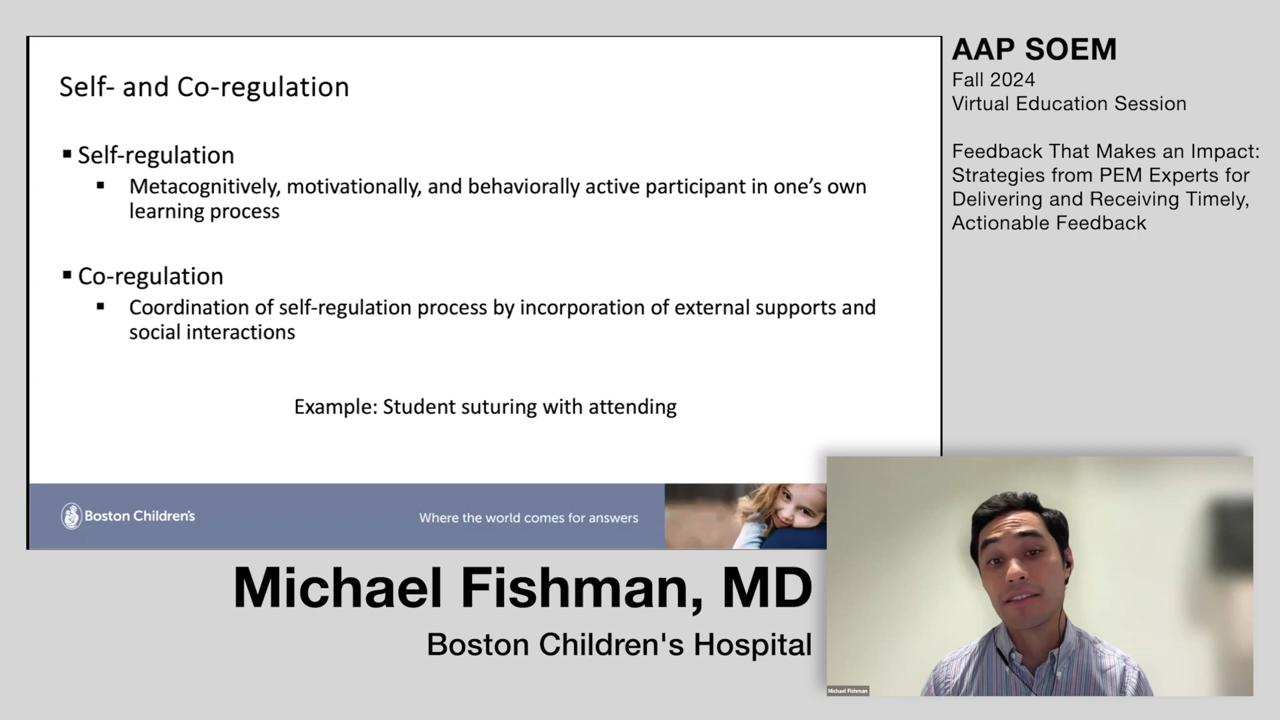 Self- and Co-regulation
▪ Self-regulation
▪ Metacognitively, motivationally, and behaviorally active participant in one’s own
learning process
▪ Co-regulation
▪ Coordination of self-regulation process by incorporation of external supports and
social interactions
Example: Student suturing with attending
Boston Children's
Where the world comes for answers
AAP SOEM
Fall 2024
Virtual Education Session
Feedback That Makes an Impact:
Strategies from PEM Experts for
Delivering and Receiving Timely,
Actionable Feedback
Michael Fishman, MD
Boston Children's Hospital
Michael Fishman